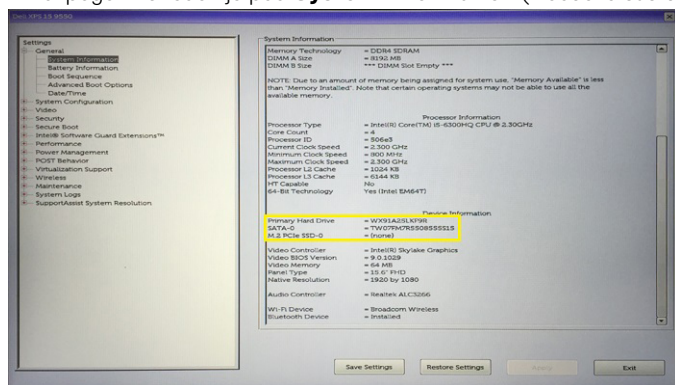 Dell XPS 15 9550
Settings
General
System Information
Battery Information
Boot Sequence
Advanced Boot Options
Date/Time
System Configuration
Video
Security
Secure Boot
Intel® Software Guard Extensions™
Performance
Power Management
POST Behavior
Virtualization Support
Wireless
Maintenance
System Logs
SupportAssist System Resolution
System Information
Memory Technology = DDR4 SDRAM
DIMM A Size = 8192 MB
DIMM B Size *** DIMM Slot Empty ***
NOTE: Due to an amount of memory being assigned for system use, "Memory Available" is less
than "Memory Installed". Note that certain operating systems may not be able to use all the
available memory.
Processor Information
Processor Type = Intel(R) Core(TM) i5-6300HQ CPU @ 2.30GHz
Core Count = 4
Processor ID = 506e3
Current Clock Speed = 2.300 GHz
Minimum Clock Speed = 800 MHz
Maximum Clock Speed = 2.300 GHz
Processor L2 Cache = 1024 KB
Processor L3 Cache = 6144 KB
HT Capable No
64-Bit Technology Yes (Intel EM64T)
Device Information
Primary Hard Drive
SATA-0
M.2 PCIe SSD-0 = {none}
Video Controller = Intel(R) Skylake Graphics
Video BIOS Version = 9.0.1029
Video Memory = 64 MB
Panel Type = 15.6" FHD
Native Resolution = 1920 by 1080
Audio Controller = Realtek ALC3266
Wi-Fi Device = Broadcom Wireless
Bluetooth Device = Installed
Save Settings
Restore Settings
Apply
Exit